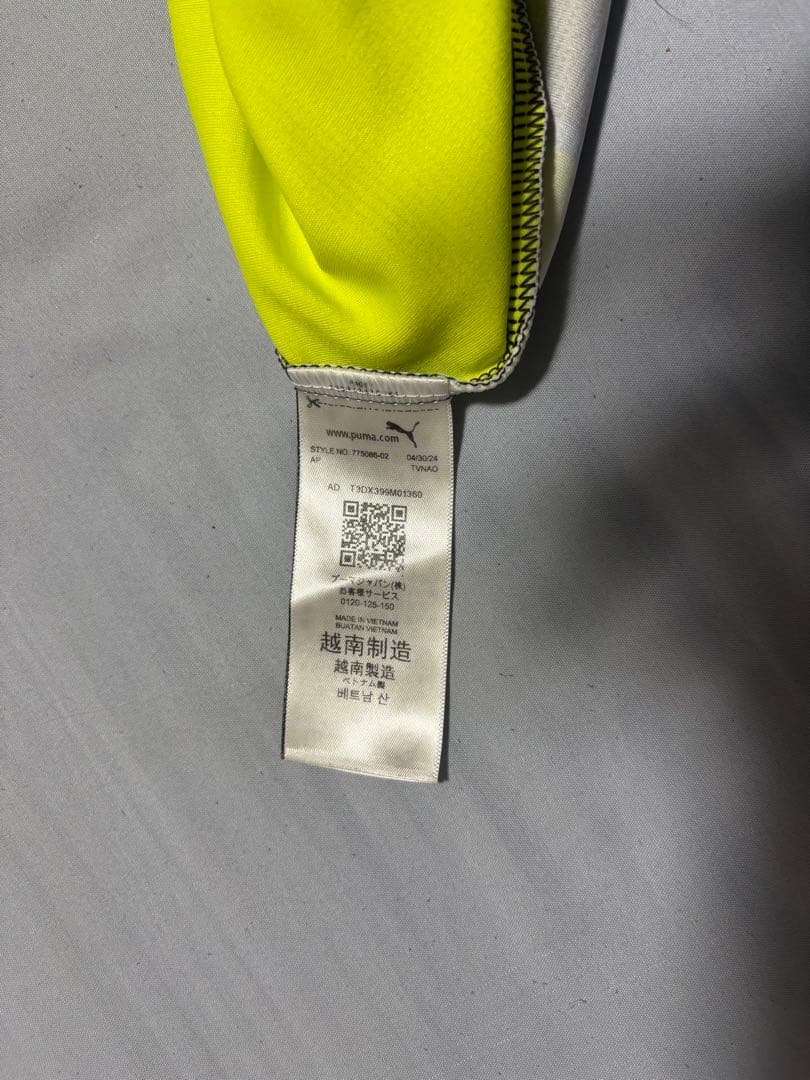 www.puma.com
STYLE NO. 775086-02 04/30/24
AP TVNAO
AD T3DX399M01360
プーマジャパン(株)
お客様サービス
0120-125-150
MADE IN VIETNAM
BUATAN VIETNAM
越南制造
越南製造
ベトナム製
베트남 산